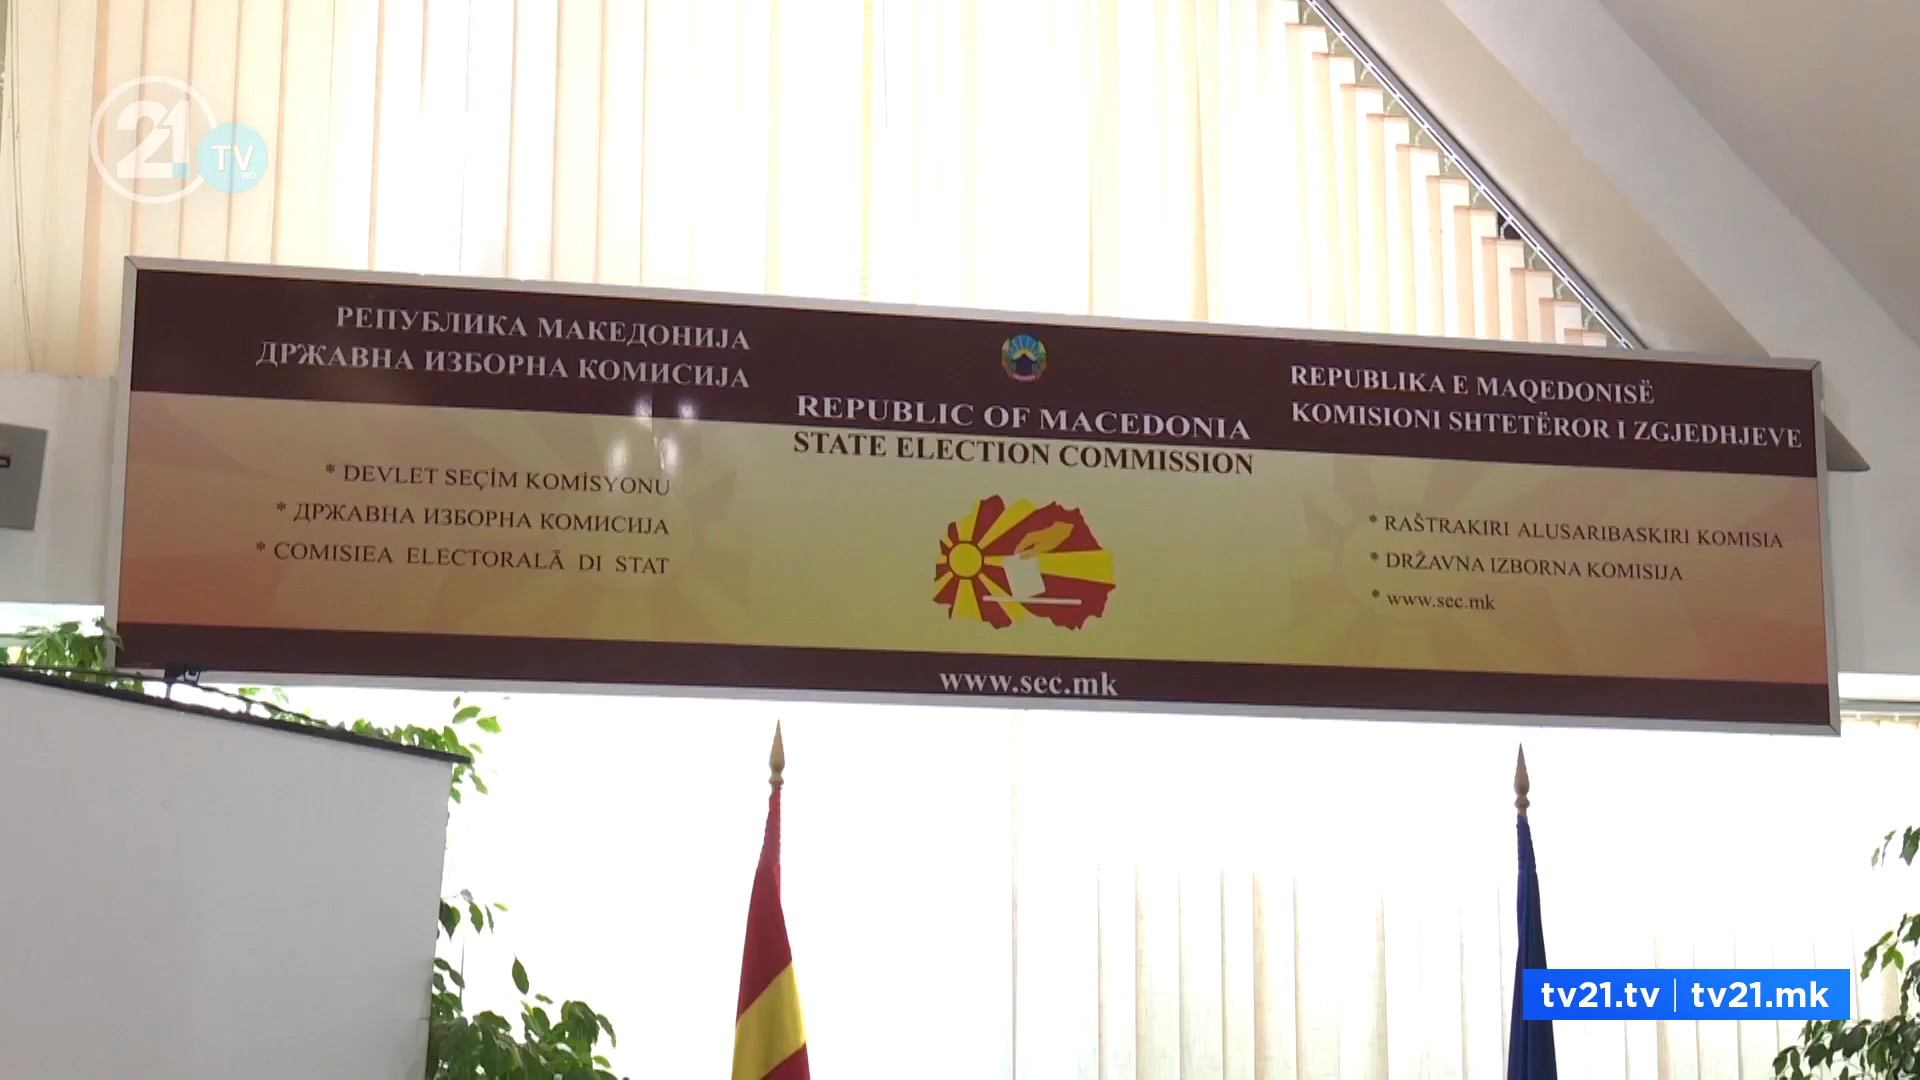 21
TV
HD
РЕПУБЛИКА МАКЕДОНИЈА
ДРЖАВНА ИЗБОРНА КОМИСИЈА
REPUBLIC OF MACEDONIA
STATE ELECTION COMMISSION
REPUBLIKA E MAQEDONISË
KOMISIONI SHTETËROR I ZGJEDHJEVE
* DEVLET SEÇİM KOMİSYONU
* ДРЖАВНА ИЗБОРНА КОМИСИЈА
* COMISIEA ELECTORALĂ DI STAT
* RAŠTRAKIRI ALUSARIBASKIRI KOMISIA
* DRŽAVNA IZBORNA KOMISIJA
* www.sec.mk
www.sec.mk
tv21.tv | tv21.mk